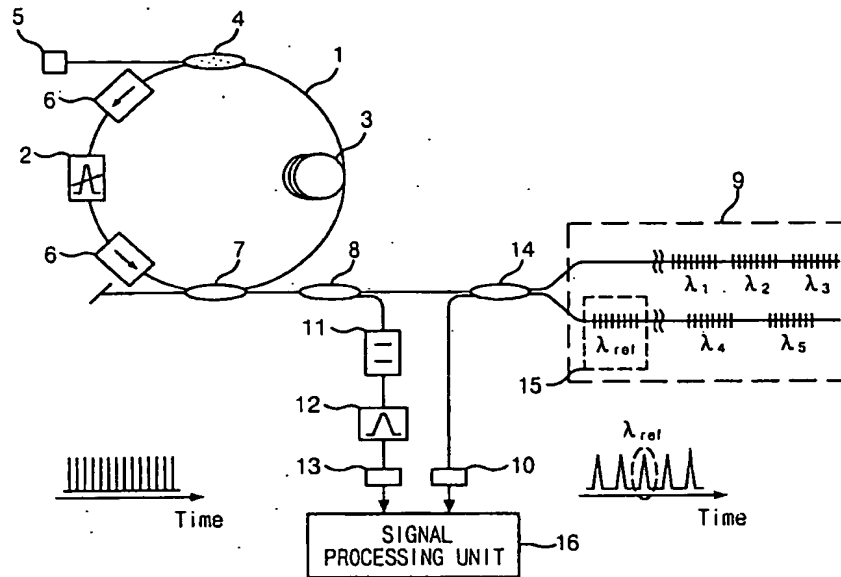 5
4
1
6
3
2
9
6
7
8
14
λ1 λ2 λ3
11
λref λ4 λ5
15
12
λref
13
10
Time
Time
SIGNAL
PROCESSING UNIT
16